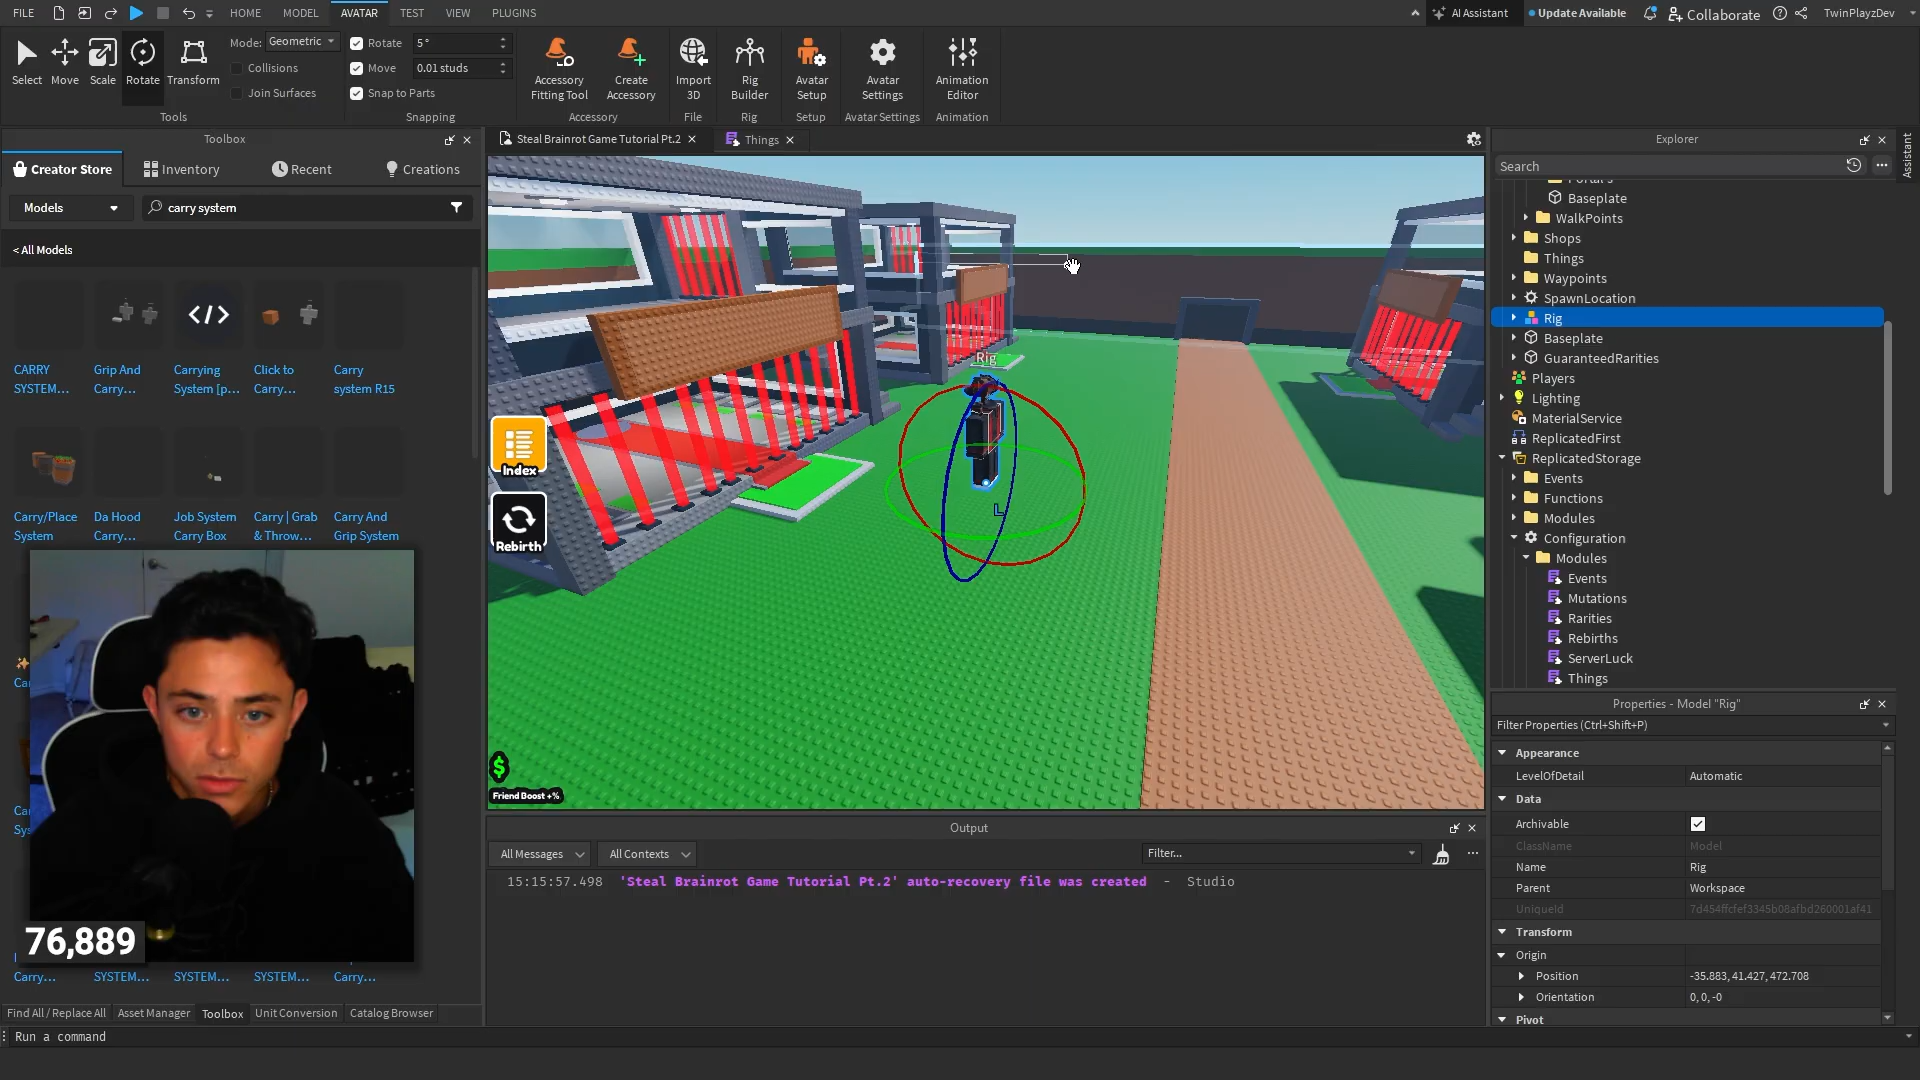 FILE
HOME
MODEL
AVATAR
TEST
VIEW
PLUGINS
AI Assistant
Update Available
Collaborate
TwinPlayzDev
Select
Move
Scale
Rotate
Transform
Mode:
Geometric
Collisions
Join Surfaces
Tools
Rotate
5°
Move
0.01 studs
Snap to Parts
Snapping
Accessory
Fitting Tool
Create
Accessory
Accessory
Import
3D
File
Rig
Builder
Rig
Avatar
Setup
Setup
Avatar
Settings
Avatar Settings
Animation
Editor
Animation
Toolbox
Creator Store
Inventory
Recent
Creations
Models
carry system
< All Models
CARRY
SYSTEM...
Grip And
Carry...
Carrying
System [p...
Click to
Carry...
Carry
system R15
Carry/Place
System
Da Hood
Carry...
Job System
Carry Box
Carry | Grab
& Throw...
Carry And
Grip System
76,889
Carry...
SYSTEM...
SYSTEM...
SYSTEM...
Carry...
Find All / Replace All
Asset Manager
Toolbox
Unit Conversion
Catalog Browser
Run a command
Steal Brainrot Game Tutorial Pt.2
Things
Rig
L
Index
Rebirth
$
Friend Boost +%
Output
All Messages
All Contexts
Filter...
15:15:57.498 'Steal Brainrot Game Tutorial Pt.2' auto-recovery file was created - Studio
Explorer
Assistant
Search
Baseplate
WalkPoints
Shops
Things
Waypoints
SpawnLocation
Rig
Baseplate
GuaranteedRarities
Players
Lighting
MaterialService
ReplicatedFirst
ReplicatedStorage
Events
Functions
Modules
Configuration
Modules
Events
Mutations
Rarities
Rebirths
ServerLuck
Things
Properties - Model "Rig"
Filter Properties (Ctrl+Shift+P)
Appearance
LevelOfDetail
Automatic
Data
Archivable
ClassName
Model
Name
Rig
Parent
Workspace
UniqueId
7d454ffcfef3345b08afbd260001af41
Transform
Origin
Position
-35.883, 41.427, 472.708
Orientation
0, 0, -0
Pivot